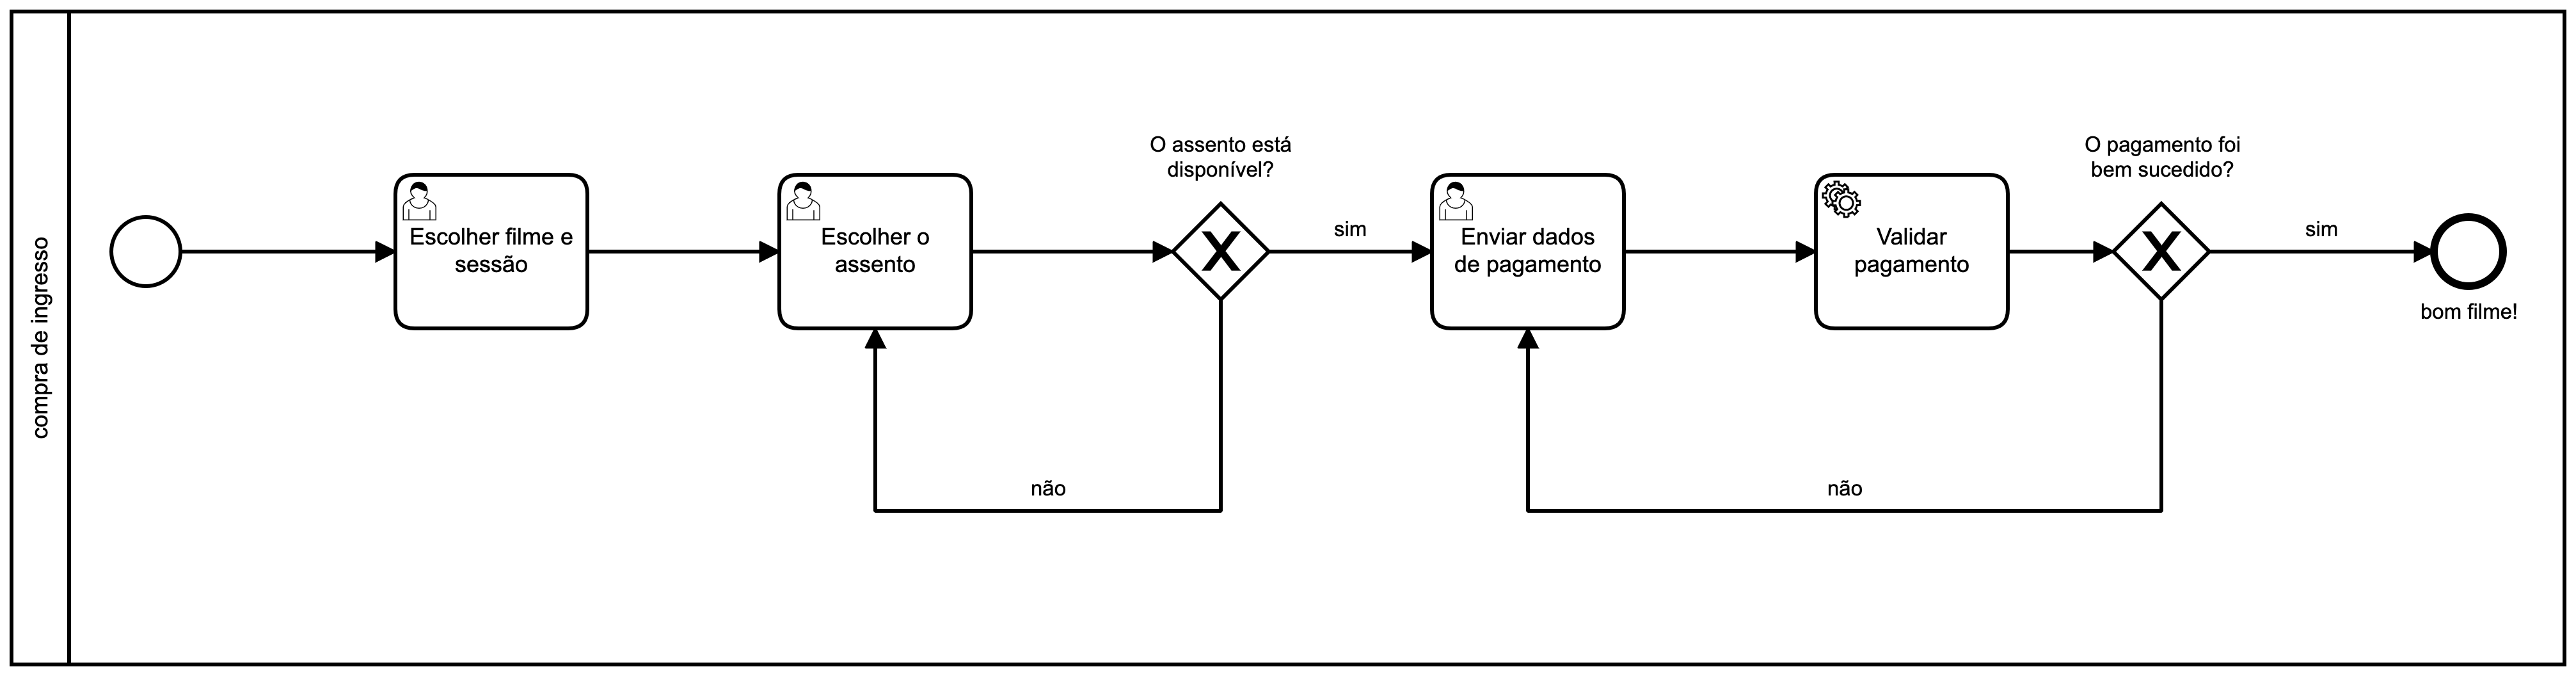 compra de ingresso
Escolher filme e
sessão
Escolher o
assento
O assento está
disponível?
sim
não
Enviar dados
de pagamento
Validar
pagamento
O pagamento foi
bem sucedido?
sim
não
bom filme!